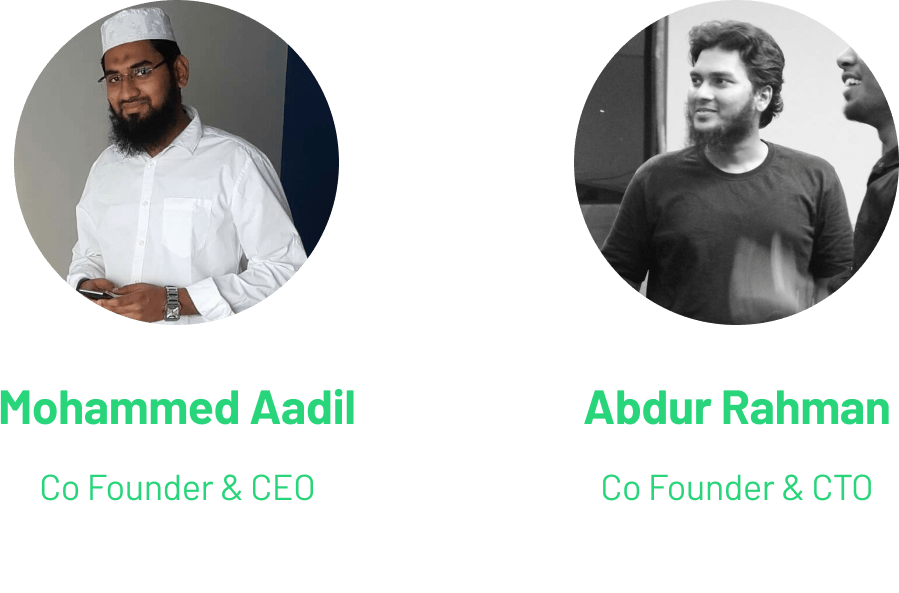 Mohammed Aadil
Co Founder & CEO
Abdur Rahman
Co Founder & CTO